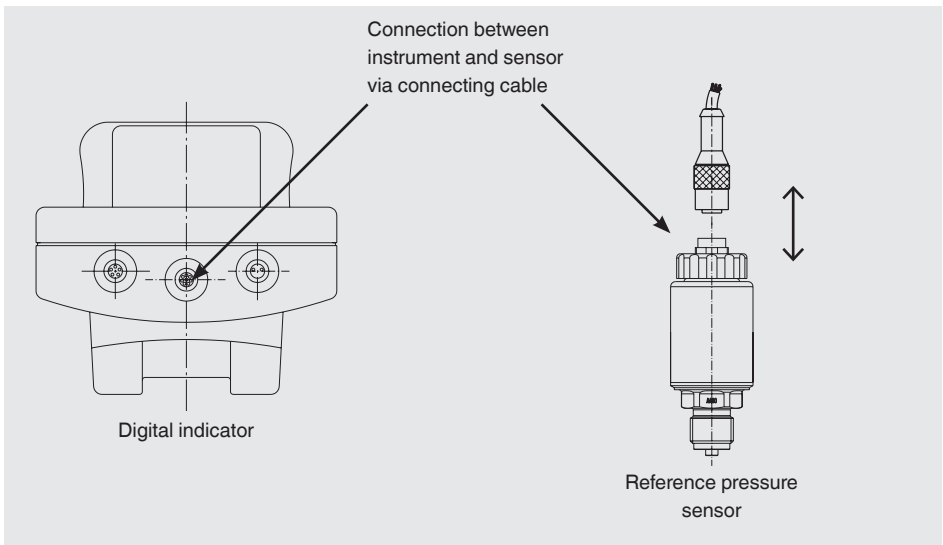 Connection between
instrument and sensor
via connecting cable
Digital indicator
Reference pressure
sensor